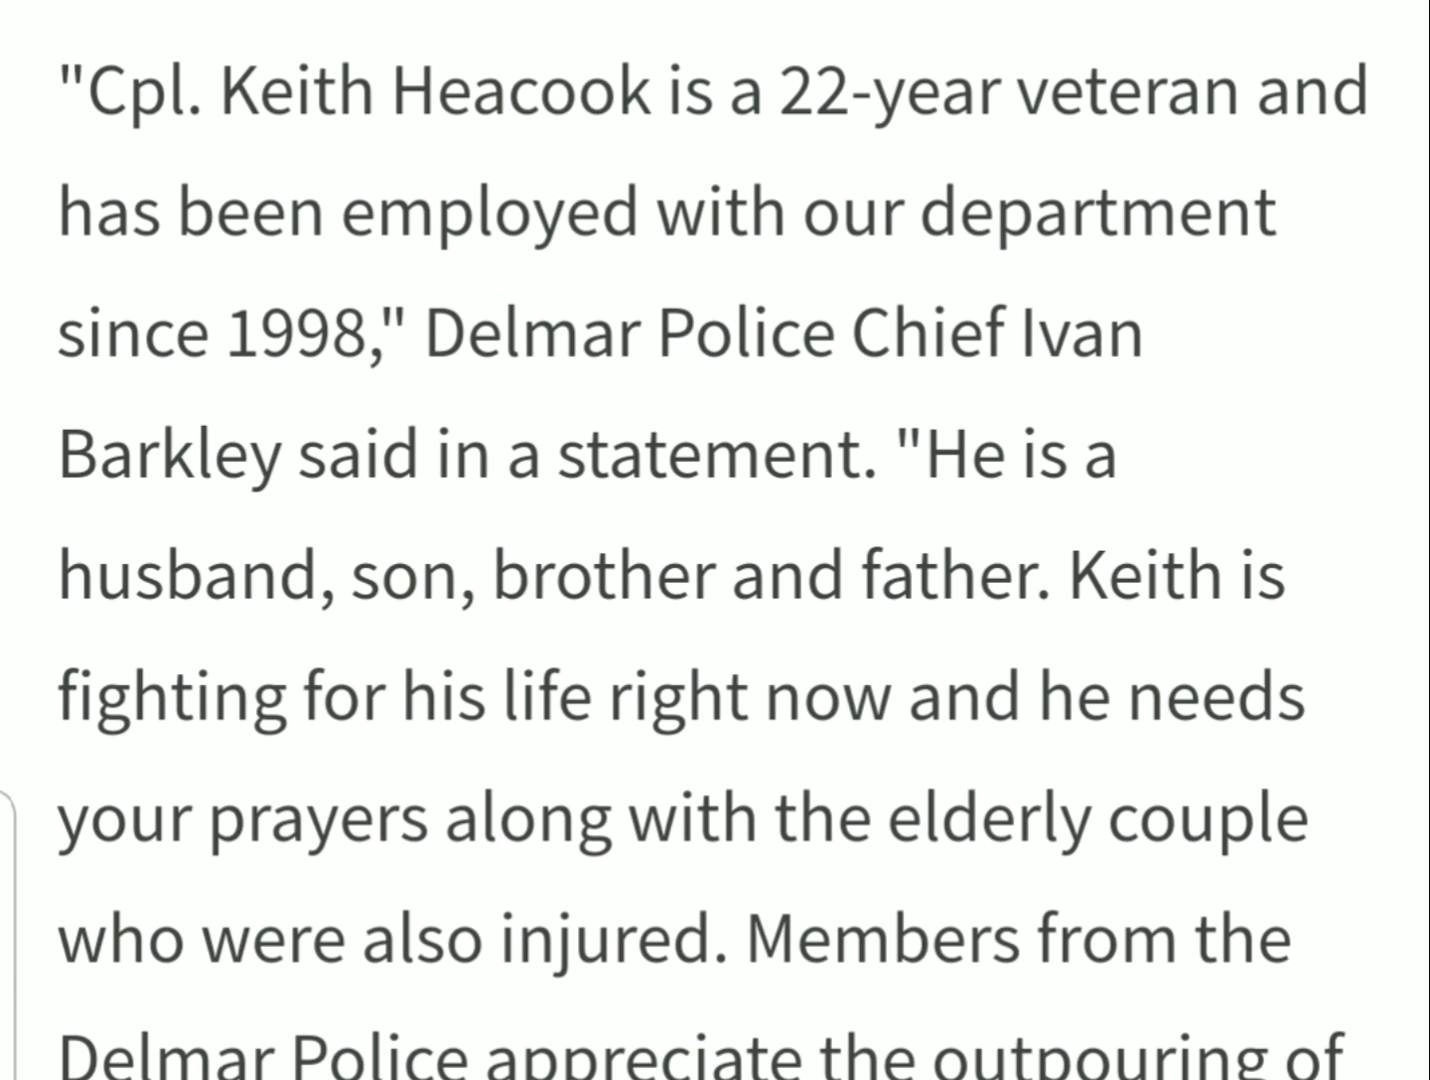 "Cpl. Keith Heacook is a 22-year veteran and
has been employed with our department
since 1998," Delmar Police Chief Ivan
Barkley said in a statement. "He is a
husband, son, brother and father. Keith is
fighting for his life right now and he needs
your prayers along with the elderly couple
who were also injured. Members from the
Delmar Police appreciate the outpouring of